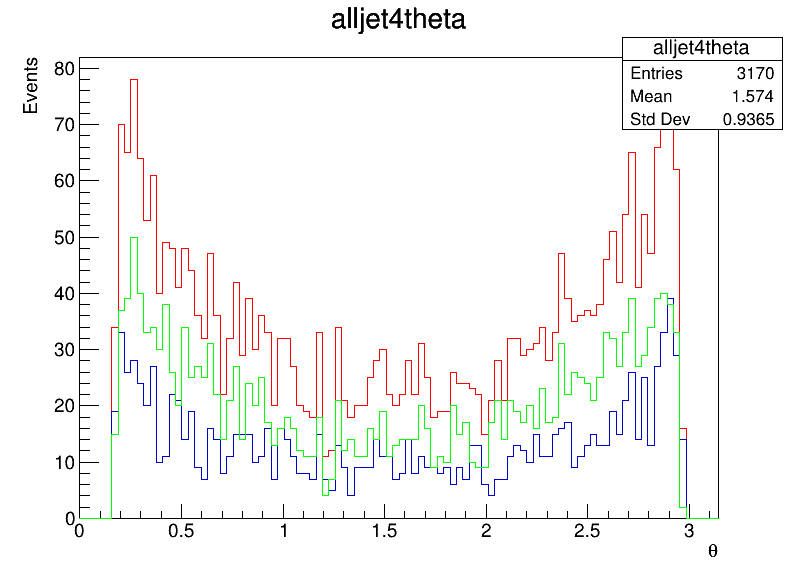 alljet4theta
alljet4theta
Entries 3170
Mean 1.574
Std Dev 0.9365
Events
80
70
60
50
40
30
20
10
0
0 0.5 1 1.5 2 2.5 3
θ